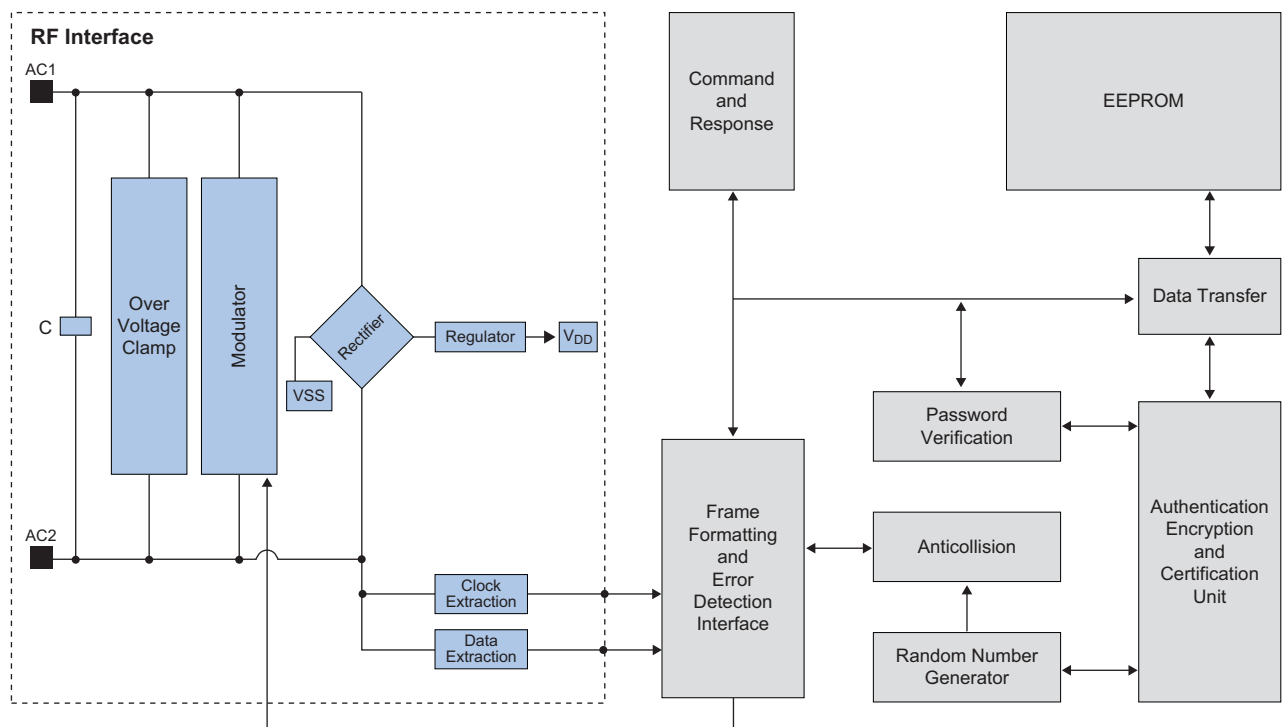 RF Interface
AC1
C
Over
Voltage
Clamp
Modulator
Rectifier
VSS
Regulator
VDD
AC2
Clock
Extraction
Data
Extraction
Command
and
Response
EEPROM
Data Transfer
Password
Verification
Frame
Formatting
and
Error
Detection
Interface
Anticollision
Random Number
Generator
Authentication
Encryption
and
Certification
Unit